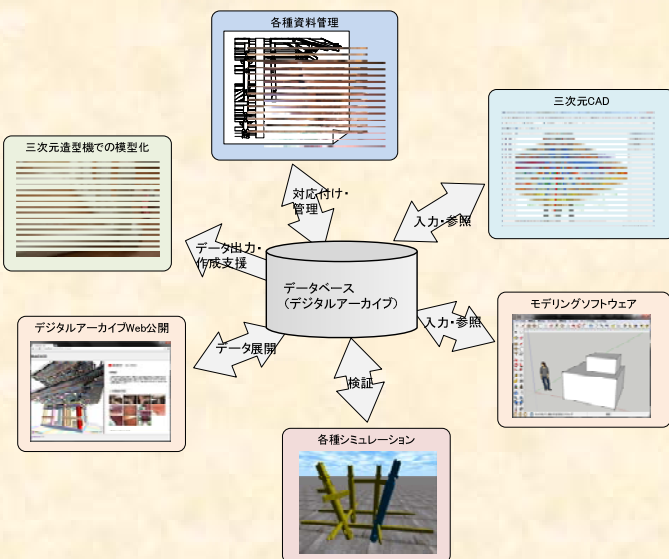 各種資料管理
三次元CAD
三次元造型機での模型化
対応付け・
管理
入力・参照
データ出力・
作成支援
データベース
(デジタルアーカイブ)
モデリングソフトウェア
デジタルアーカイブWeb公開
入力・参照
データ展開
検証
各種シミュレーション